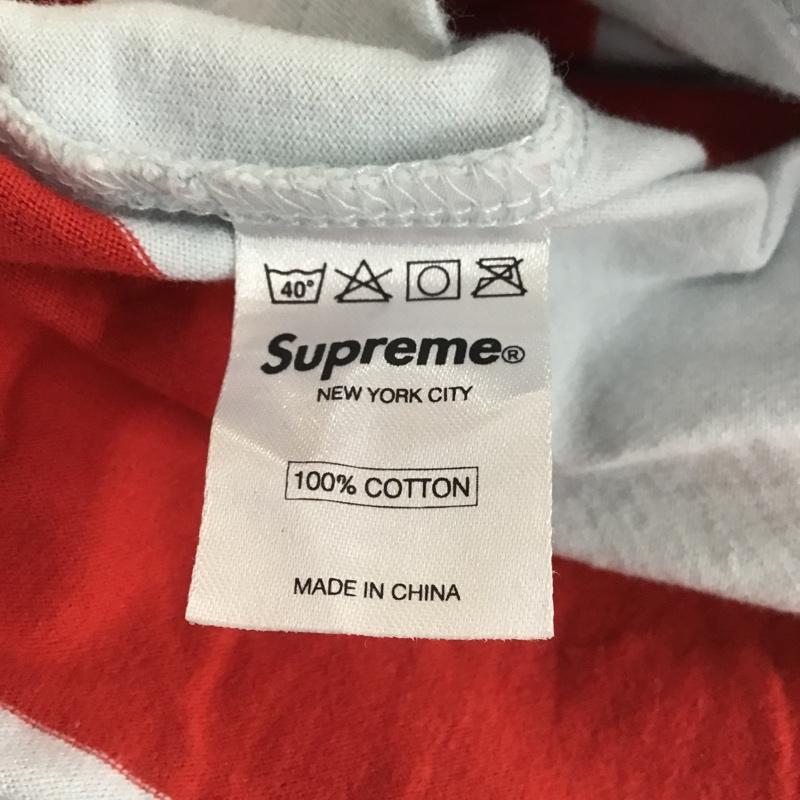 40°
Supreme®
NEW YORK CITY
100% COTTON
MADE IN CHINA